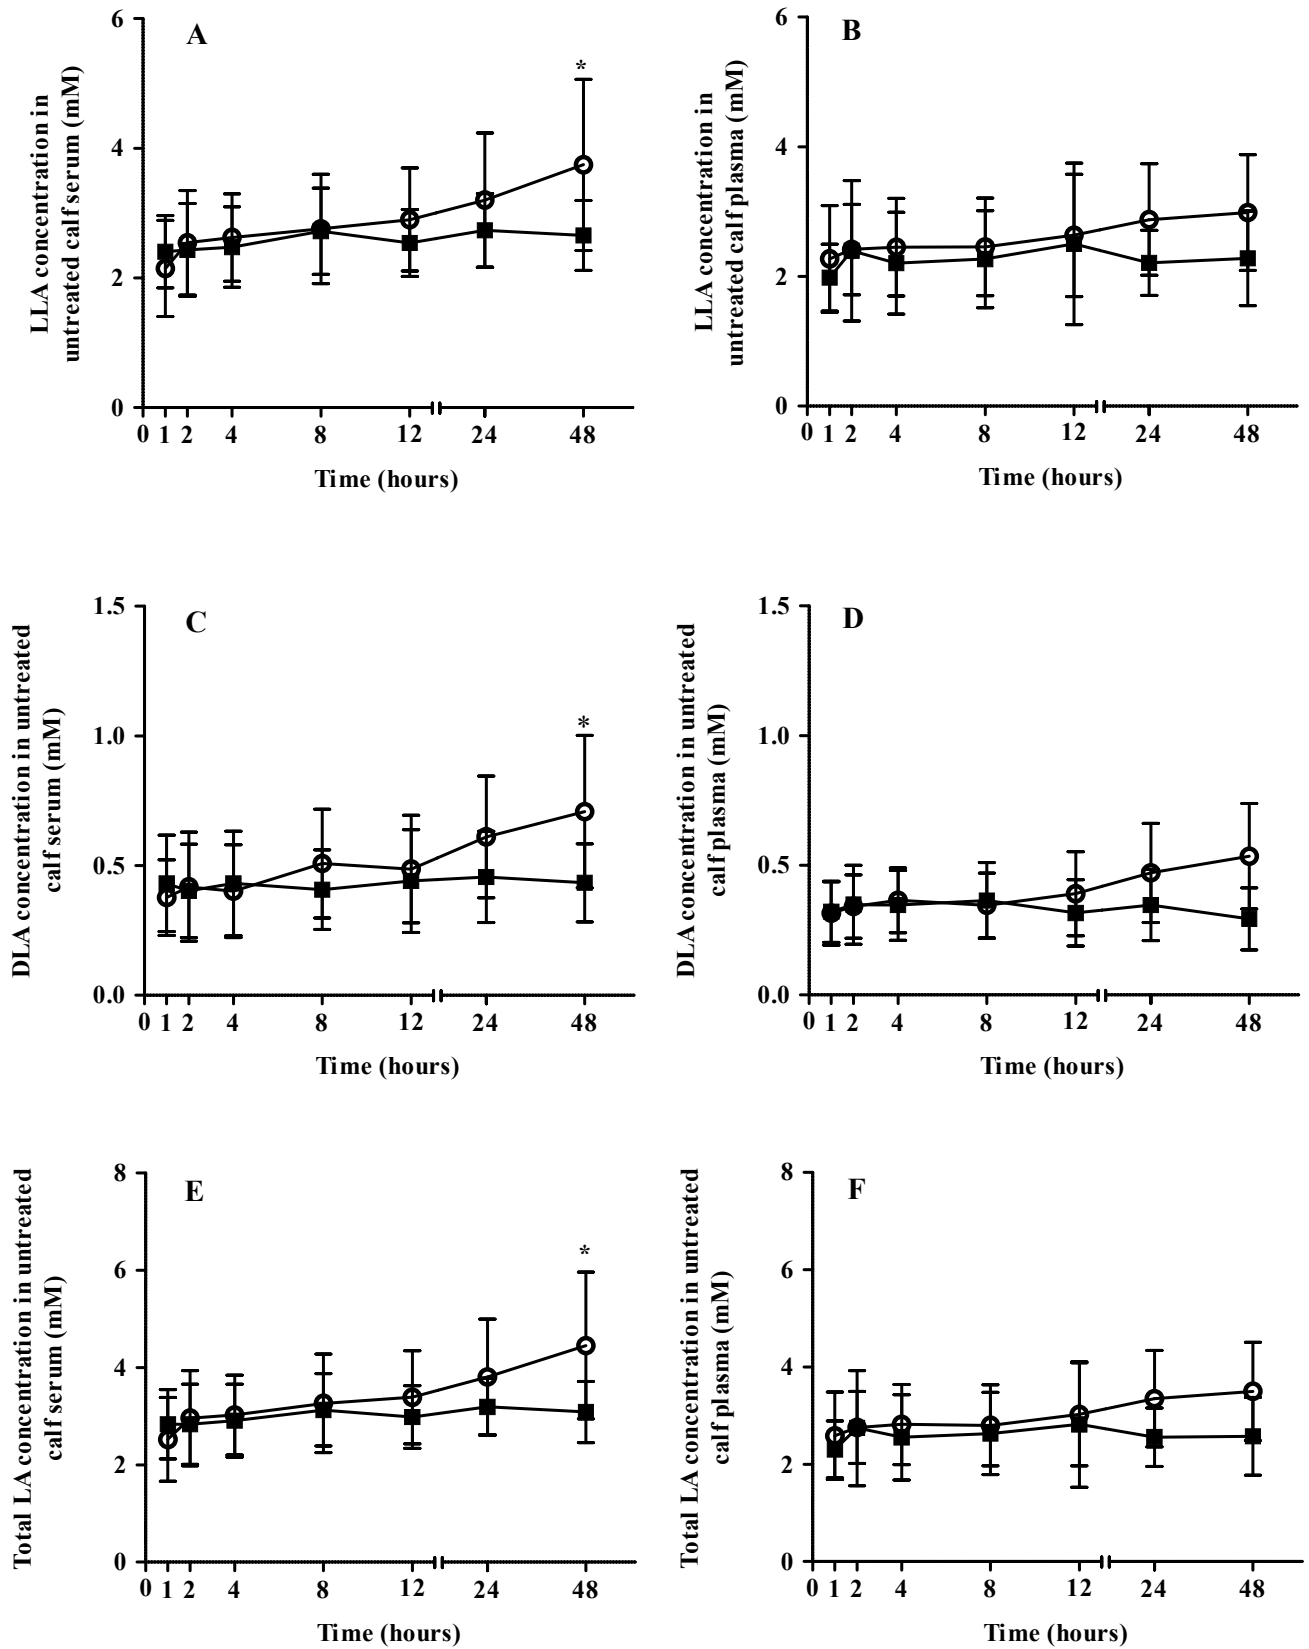 A
LLA concentration in
untreated calf serum (mM)
6
4
2
0
*
0 1 2 4 8 12 24 48
Time (hours)
B
LLA concentration in
untreated calf plasma (mM)
6
4
2
0
0 1 2 4 8 12 24 48
Time (hours)
C
DLA concentration in untreated
calf serum (mM)
1.5
1.0
0.5
0.0
*
0 1 2 4 8 12 24 48
Time (hours)
D
DLA concentration in untreated
calf plasma (mM)
1.5
1.0
0.5
0.0
0 1 2 4 8 12 24 48
Time (hours)
E
Total LA concentration in untreated
calf serum (mM)
8
6
4
2
0
*
0 1 2 4 8 12 24 48
Time (hours)
F
Total LA concentration in untreated
calf plasma (mM)
8
6
4
2
0
0 1 2 4 8 12 24 48
Time (hours)